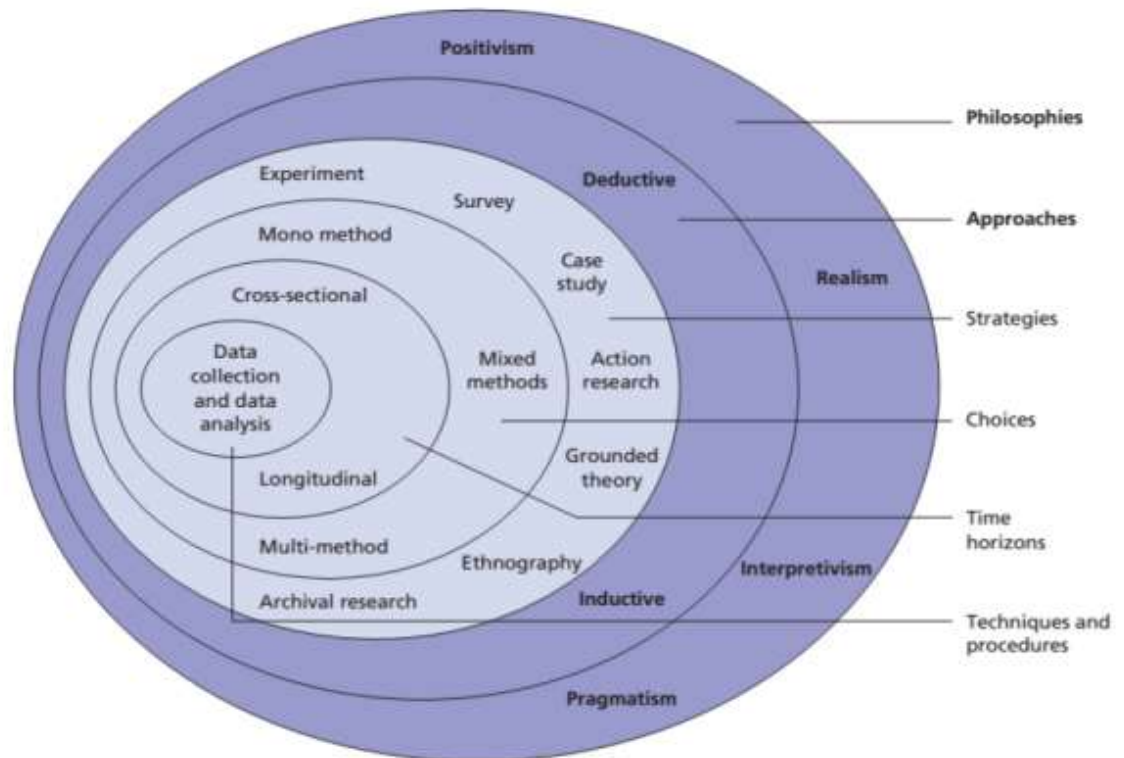 Positivism
Philosophies
Experiment
Deductive
Survey
Approaches
Mono method
Case
study
Realism
Cross-sectional
Strategies
Data
collection
and data
analysis
Mixed
methods
Action
research
Choices
Grounded
theory
Longitudinal
Time
horizons
Multi-method
Ethnography
Interpretivism
Archival research
Inductive
Techniques and
procedures
Pragmatism